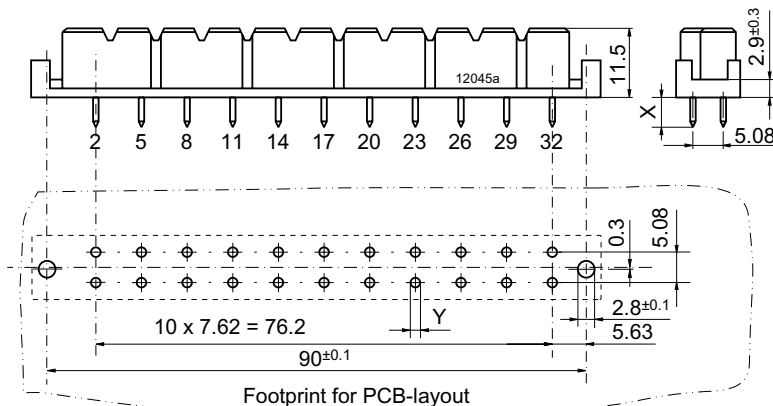 12045a
11.5
2.9±0.3
X
5.08
2 5 8 11 14 17 20 23 26 29 32
0.3
5.08
10 x 7.62 = 76.2
Y
2.8±0.1
5.63
90±0.1
Footprint for PCB-layout